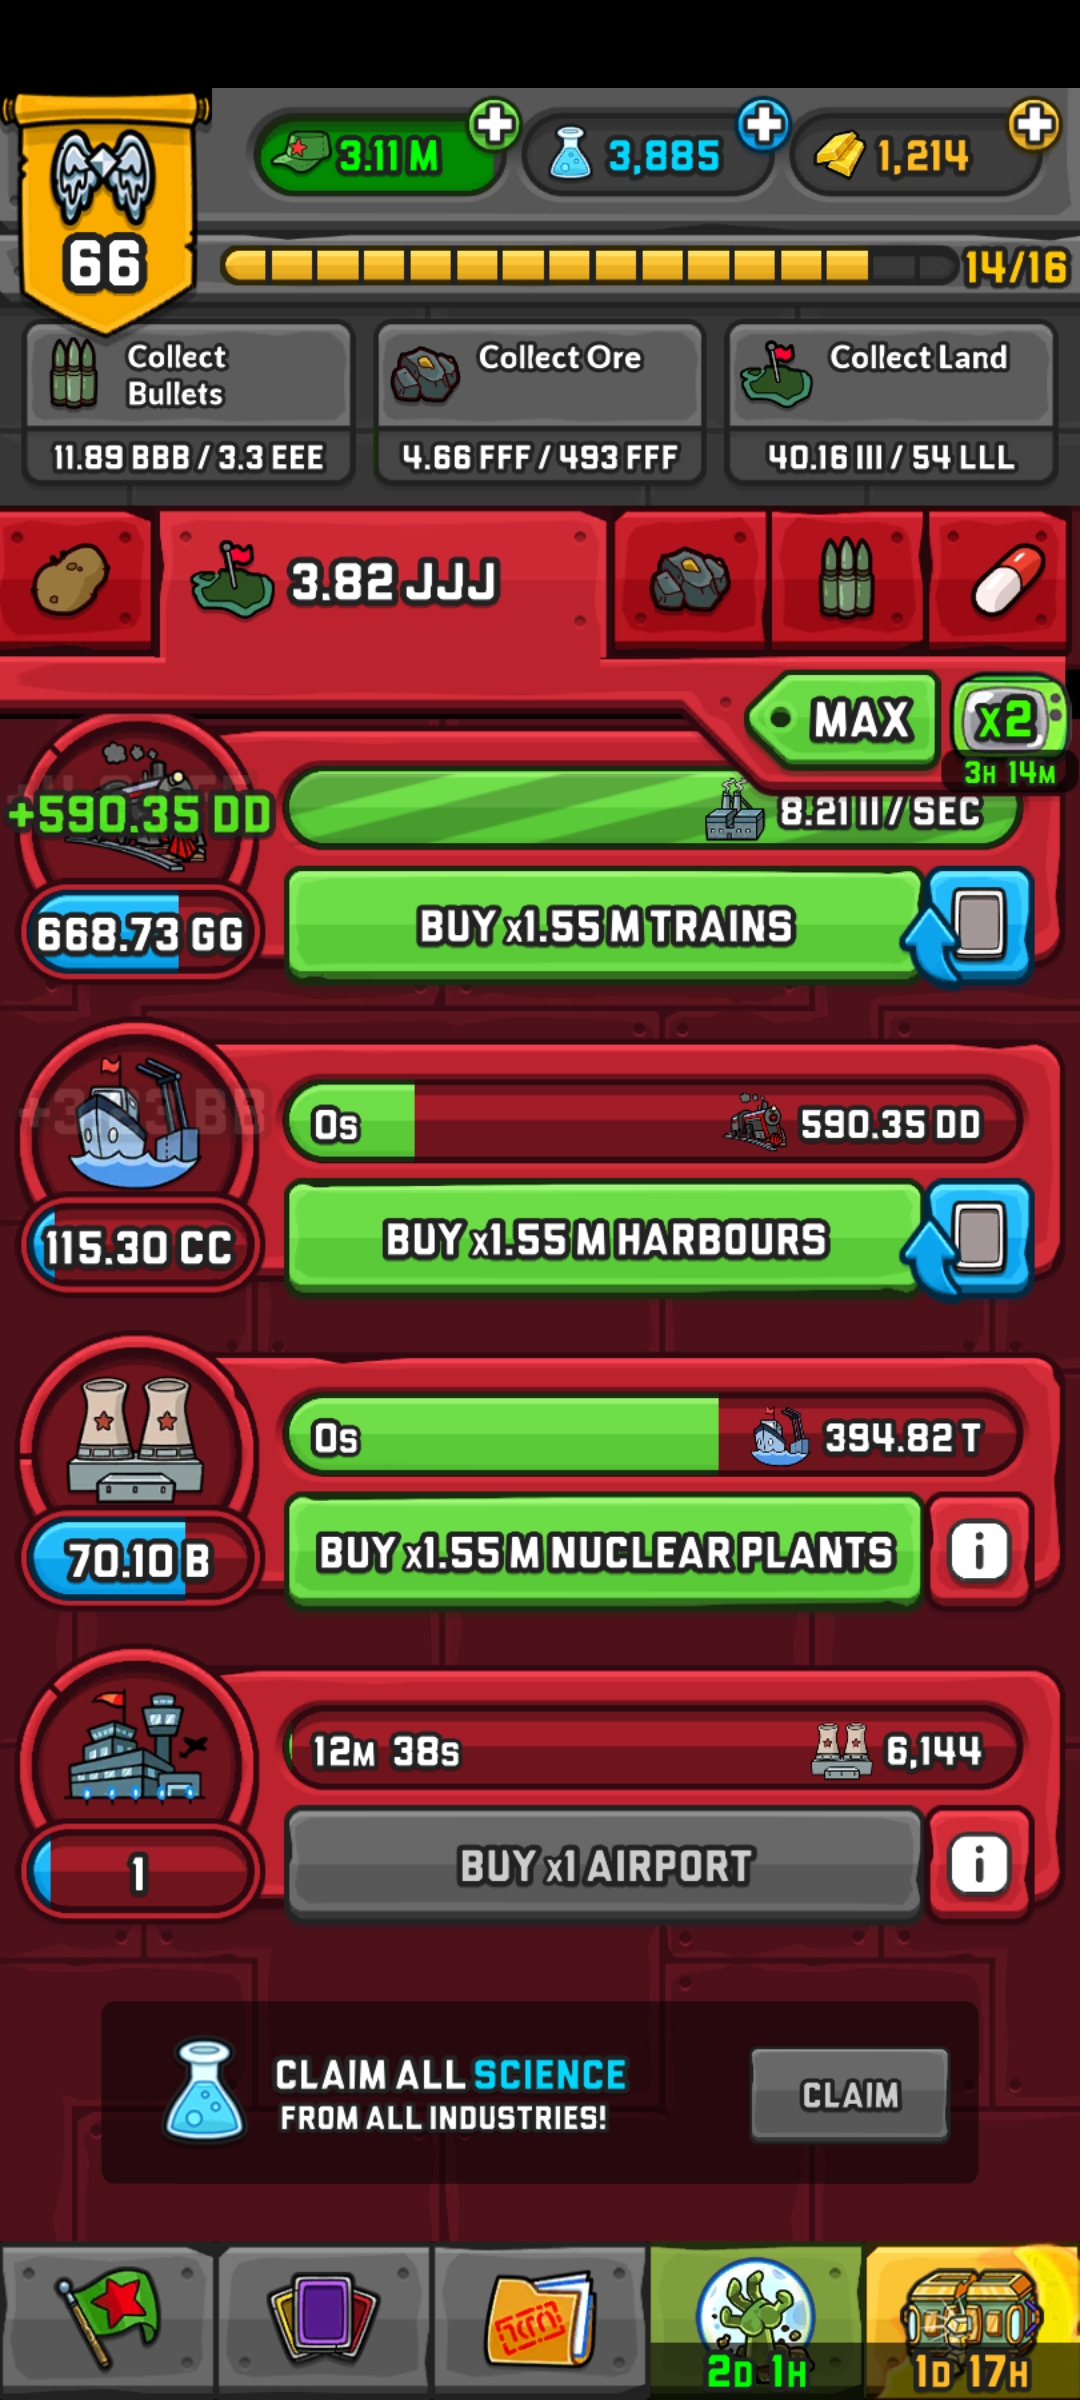 3.11 M
3,885
1,214
66
14/16
Collect
Bullets
Collect Ore
Collect Land
11.89 BBB / 3.3 EEE
4.66 FFF / 493 FFF
40.16 III / 54 LLL
3.82 JJJ
MAX
X2
3H 14M
+590.35 DD
8.21 II / SEC
668.73 GG
BUY x1.55 M TRAINS
0s
590.35 DD
115.30 CC
BUY x1.55 M HARBOURS
0s
394.82 T
70.10 B
BUY x1.55 M NUCLEAR PLANTS
i
12M 38s
6,144
1
BUY x1 AIRPORT
i
CLAIM ALL SCIENCE
FROM ALL INDUSTRIES!
CLAIM
2D 1H
1D 17H